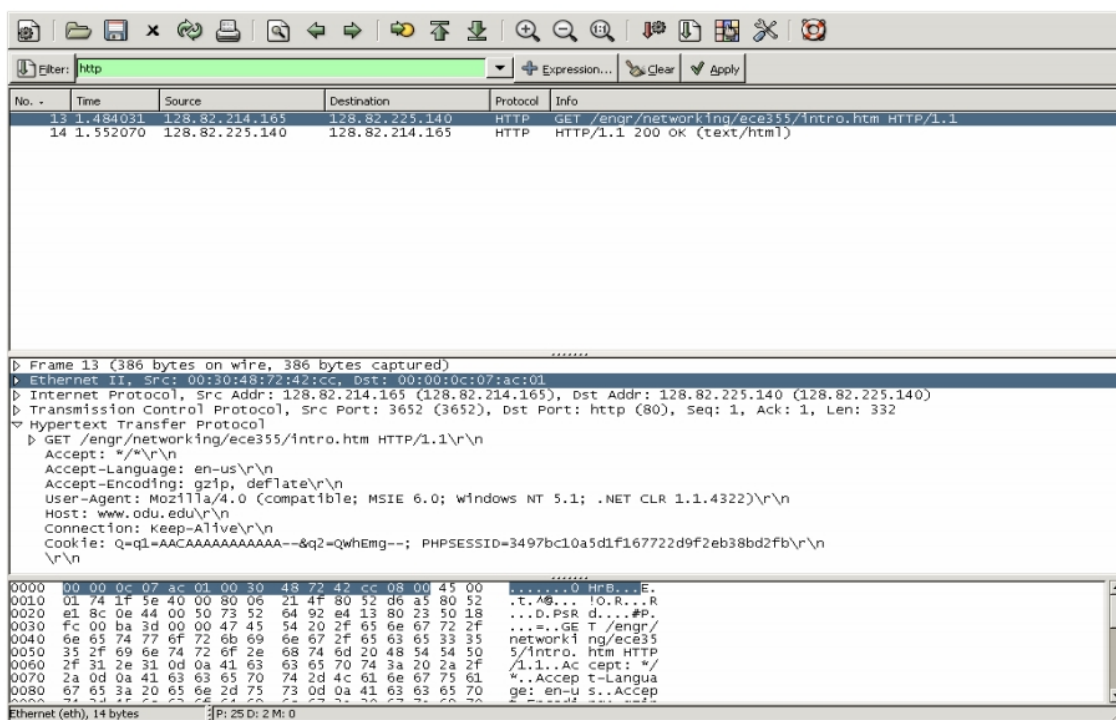 Filter: http Expression... Clear Apply
No. - Time Source Destination Protocol Info
13 1.484031 128.82.214.165 128.82.225.140 HTTP GET /engr/networking/ece355/intro.htm HTTP/1.1
14 1.552070 128.82.225.140 128.82.214.165 HTTP HTTP/1.1 200 OK (text/html)
Frame 13 (386 bytes on wire, 386 bytes captured)
Ethernet II, Src: 00:30:48:72:42:cc, Dst: 00:00:0c:07:ac:01
Internet Protocol, Src Addr: 128.82.214.165 (128.82.214.165), Dst Addr: 128.82.225.140 (128.82.225.140)
Transmission Control Protocol, Src Port: 3652 (3652), Dst Port: http (80), Seq: 1, Ack: 1, Len: 332
Hypertext Transfer Protocol
GET /engr/networking/ece355/intro.htm HTTP/1.1\r\n
Accept: */*\r\n
Accept-Language: en-us\r\n
Accept-Encoding: gzip, deflate\r\n
User-Agent: Mozilla/4.0 (compatible; MSIE 6.0; Windows NT 5.1; .NET CLR 1.1.4322)\r\n
Host: www.odu.edu\r\n
Connection: Keep-Alive\r\n
Cookie: Q=q1=AACAAAAAAAAAAA--&q2=QWhEmg--; PHPSESSID=3497bc10a5d1f167722d9f2eb38bd2fb\r\n
\r\n
0000 00 00 0c 07 ac 01 00 30 48 72 42 cc 08 00 45 00 .......0 HrB...E.
0010 01 74 1f 5e 40 00 80 06 21 4f 80 52 d6 a5 80 52 .t.^@... !O.R...R
0020 e1 8c 0e 44 00 50 73 52 64 92 e4 13 80 23 50 18 ...D.PsR d....#P.
0030 fc 00 ba 3d 00 00 47 45 54 20 2f 65 6e 67 72 2f ...=..GE T /engr/
0040 6e 65 74 77 6f 72 6b 69 6e 67 2f 65 63 65 33 35 networki ng/ece35
0050 35 2f 69 6e 74 72 6f 2e 68 74 6d 20 48 54 54 50 5/intro. htm HTTP
0060 2f 31 2e 31 0d 0a 41 63 63 65 70 74 3a 20 2a 2f /1.1..Ac cept: */
0070 2a 0d 0a 41 63 63 65 70 74 2d 4c 61 6e 67 75 61 *..Accep t-Langua
0080 67 65 3a 20 65 6e 2d 75 73 0d 0a 41 63 63 65 70 ge: en-u s..Accep
Ethernet (eth), 14 bytes P: 25 D: 2 M: 0